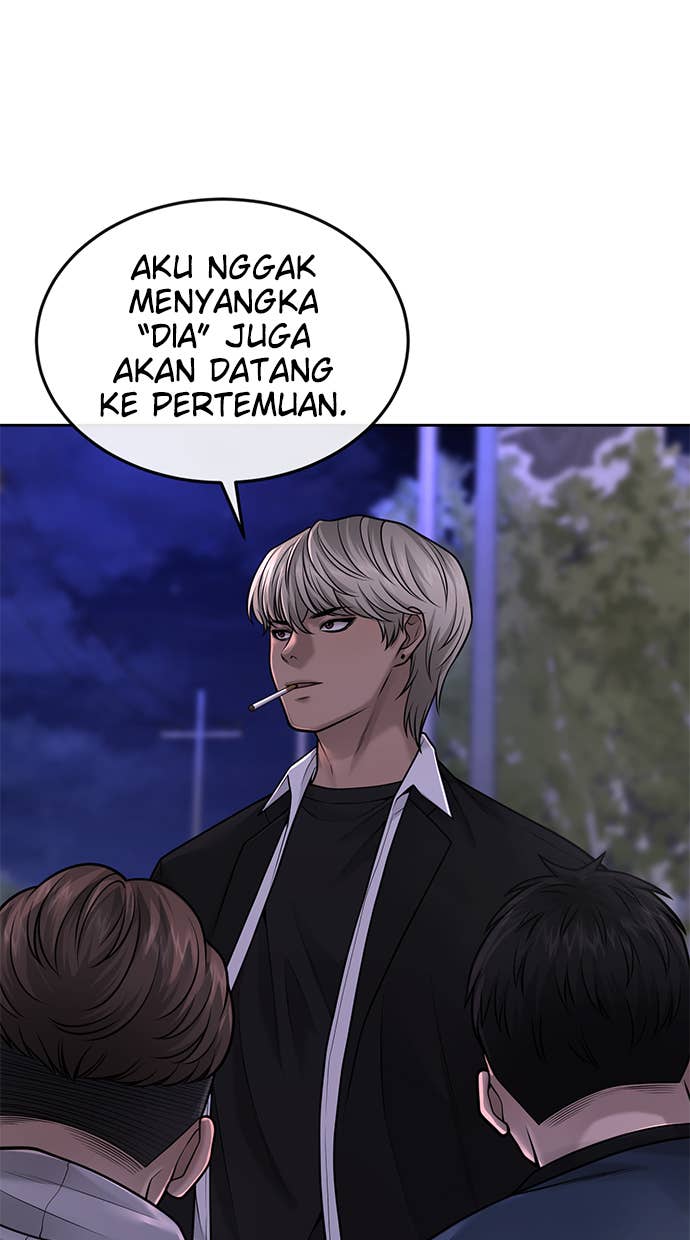 AKU NGGAK
MENYANGKA
"DIA" JUGA
AKAN DATANG
KE PERTEMUAN.